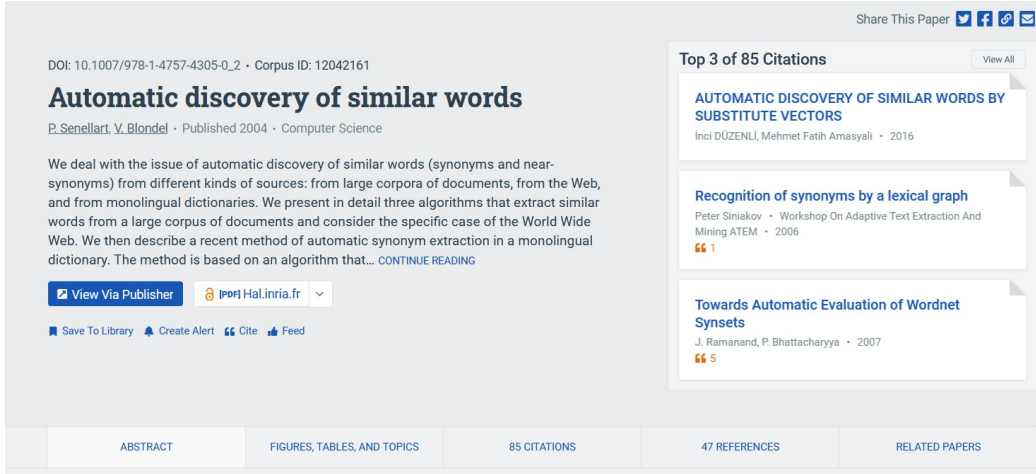 Share This Paper
DOI: 10.1007/978-1-4757-4305-0_2 • Corpus ID: 12042161
Automatic discovery of similar words
P. Senellart, V. Blondel • Published 2004 • Computer Science
We deal with the issue of automatic discovery of similar words (synonyms and near-
synonyms) from different kinds of sources: from large corpora of documents, from the Web,
and from monolingual dictionaries. We present in detail three algorithms that extract similar
words from a large corpus of documents and consider the specific case of the World Wide
Web. We then describe a recent method of automatic synonym extraction in a monolingual
dictionary. The method is based on an algorithm that… CONTINUE READING
View Via Publisher
[PDF] Hal.inria.fr
Save To Library Create Alert Cite Feed
Top 3 of 85 Citations
View All
AUTOMATIC DISCOVERY OF SIMILAR WORDS BY
SUBSTITUTE VECTORS
İnci DÜZENLİ, Mehmet Fatih Amasyali • 2016
Recognition of synonyms by a lexical graph
Peter Siniakov • Workshop On Adaptive Text Extraction And
Mining ATEM • 2006
1
Towards Automatic Evaluation of Wordnet
Synsets
J. Ramanand, P. Bhattacharyya • 2007
5
ABSTRACT FIGURES, TABLES, AND TOPICS 85 CITATIONS 47 REFERENCES RELATED PAPERS